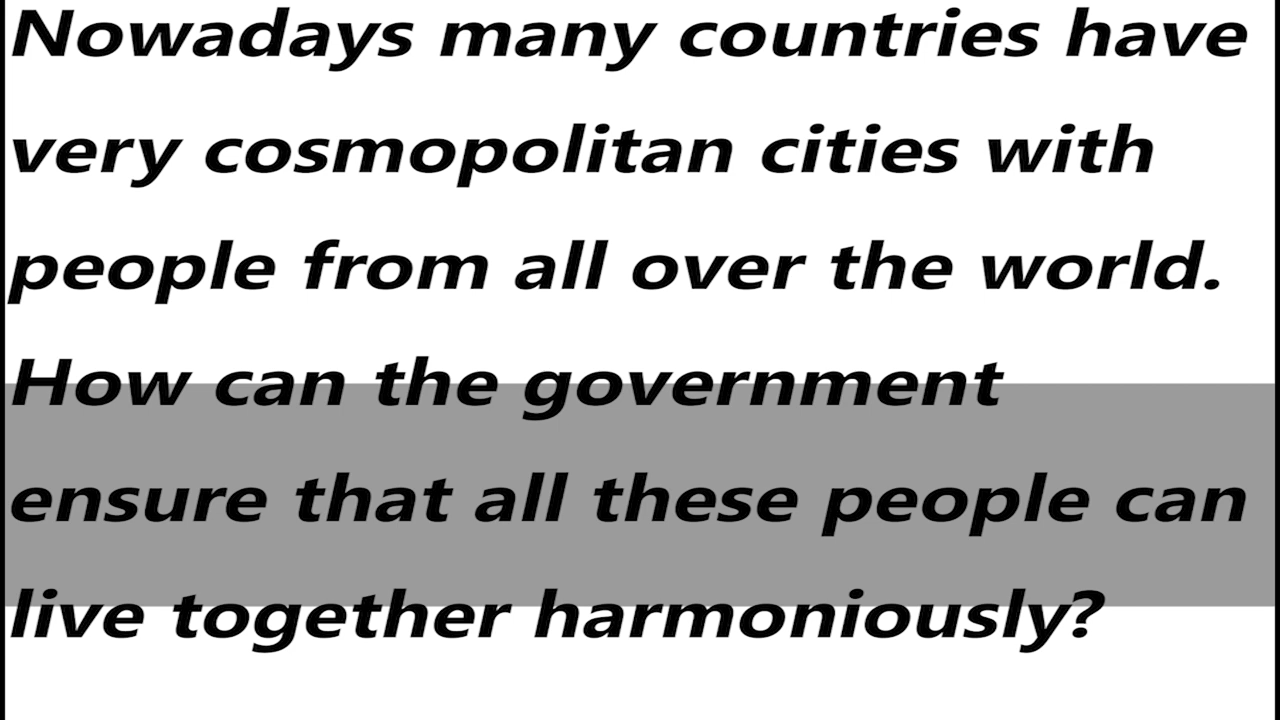 Nowadays many countries have
very cosmopolitan cities with
people from all over the world.
How can the government
ensure that all these people can
live together harmoniously?